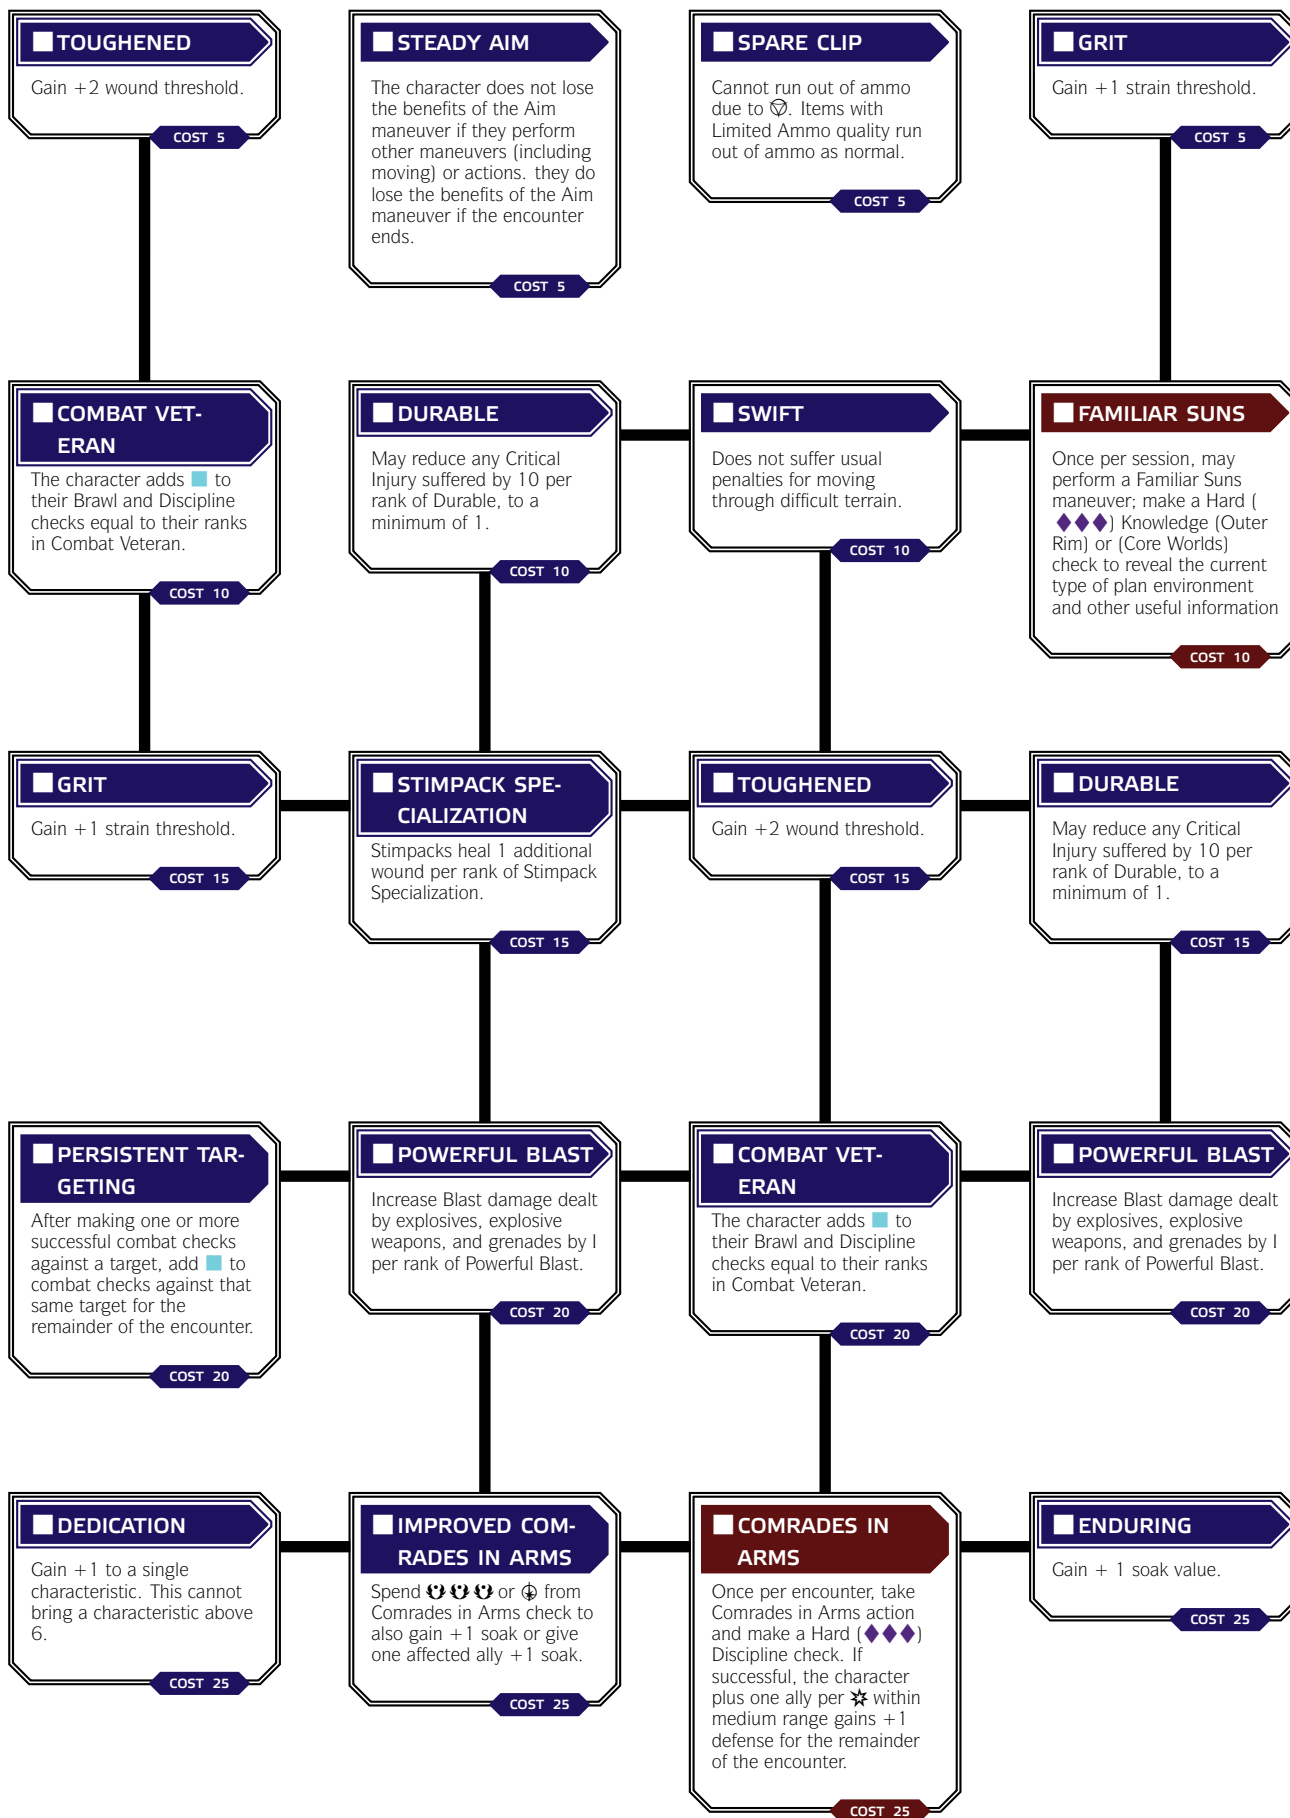 TOUGHENED
Gain +2 wound threshold.
COST 5
STEADY AIM
The character does not lose
the benefits of the Aim
maneuver if they perform
other maneuvers (including
moving) or actions. they do
lose the benefits of the Aim
maneuver if the encounter
ends.
COST 5
SPARE CLIP
Cannot run out of ammo
due to . Items with
Limited Ammo quality run
out of ammo as normal.
COST 5
GRIT
Gain +1 strain threshold.
COST 5
COMBAT VET-
ERAN
The character adds to
their Brawl and Discipline
checks equal to their ranks
in Combat Veteran.
COST 10
DURABLE
May reduce any Critical
Injury suffered by 10 per
rank of Durable, to a
minimum of 1.
COST 10
SWIFT
Does not suffer usual
penalties for moving
through difficult terrain.
COST 10
FAMILIAR SUNS
Once per session, may
perform a Familiar Suns
maneuver; make a Hard (
◆◆◆) Knowledge (Outer
Rim) or (Core Worlds)
check to reveal the current
type of plan environment
and other useful information
COST 10
GRIT
Gain +1 strain threshold.
COST 15
STIMPACK SPE-
CIALIZATION
Stimpacks heal 1 additional
wound per rank of Stimpack
Specialization.
COST 15
TOUGHENED
Gain +2 wound threshold.
COST 15
DURABLE
May reduce any Critical
Injury suffered by 10 per
rank of Durable, to a
minimum of 1.
COST 15
PERSISTENT TAR-
GETING
After making one or more
successful combat checks
against a target, add to
combat checks against that
same target for the
remainder of the encounter.
COST 20
POWERFUL BLAST
Increase Blast damage dealt
by explosives, explosive
weapons, and grenades by I
per rank of Powerful Blast.
COST 20
COMBAT VET-
ERAN
The character adds to
their Brawl and Discipline
checks equal to their ranks
in Combat Veteran.
COST 20
POWERFUL BLAST
Increase Blast damage dealt
by explosives, explosive
weapons, and grenades by I
per rank of Powerful Blast.
COST 20
DEDICATION
Gain +1 to a single
characteristic. This cannot
bring a characteristic above
6.
COST 25
IMPROVED COM-
RADES IN ARMS
Spend or from
Comrades in Arms check to
also gain +1 soak or give
one affected ally +1 soak.
COST 25
COMRADES IN
ARMS
Once per encounter, take
Comrades in Arms action
and make a Hard (◆◆◆)
Discipline check. If
successful, the character
plus one ally per within
medium range gains +1
defense for the remainder
of the encounter.
COST 25
ENDURING
Gain + 1 soak value.
COST 25